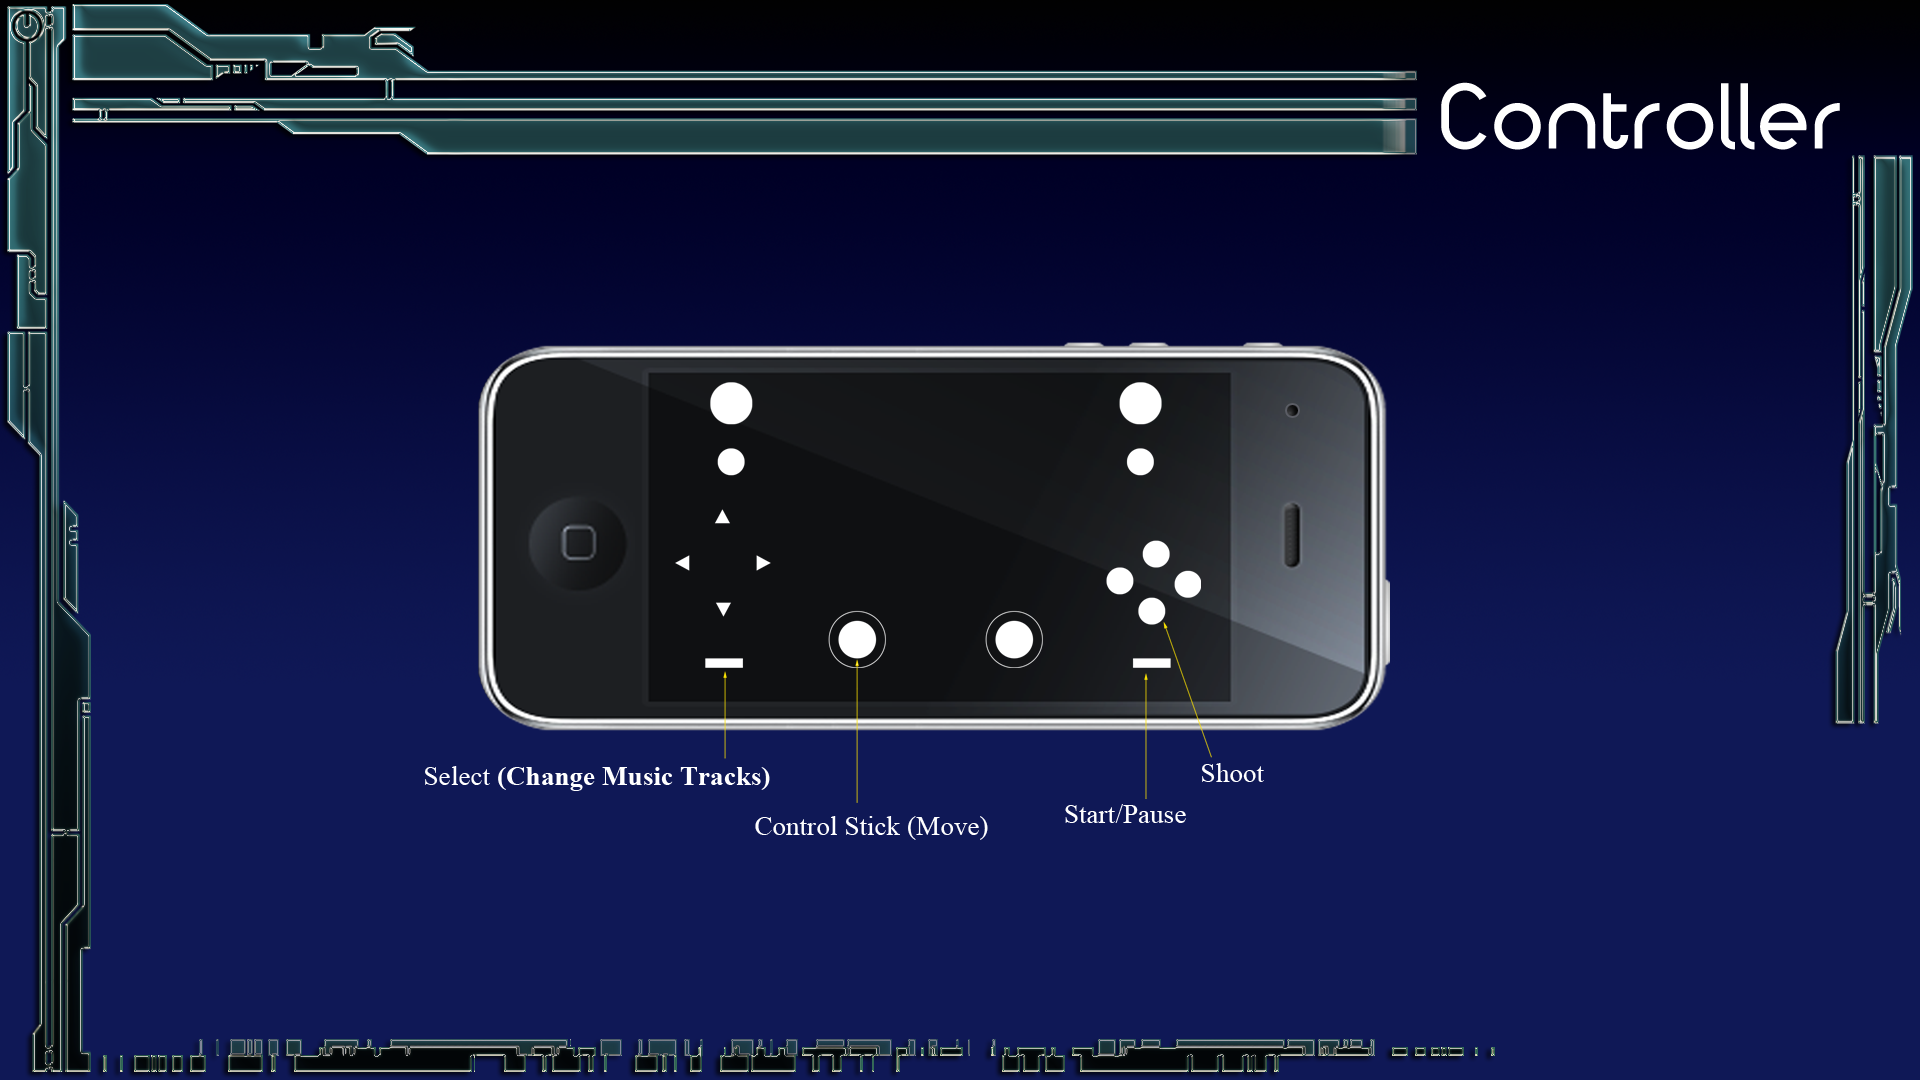 Controller
Select (Change Music Tracks)
Control Stick (Move)
Start/Pause
Shoot